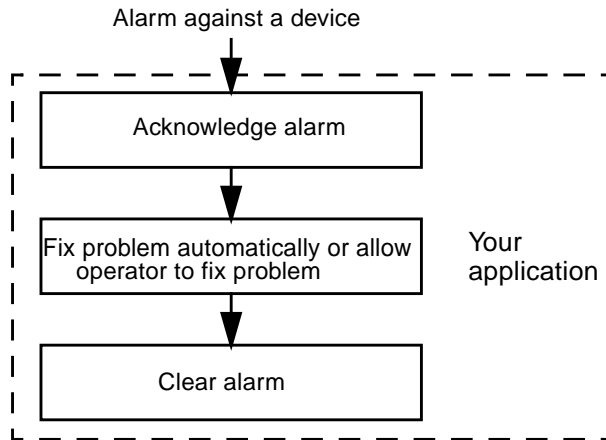 Alarm against a device
Acknowledge alarm
Fix problem automatically or allow
operator to fix problem
Your
application
Clear alarm